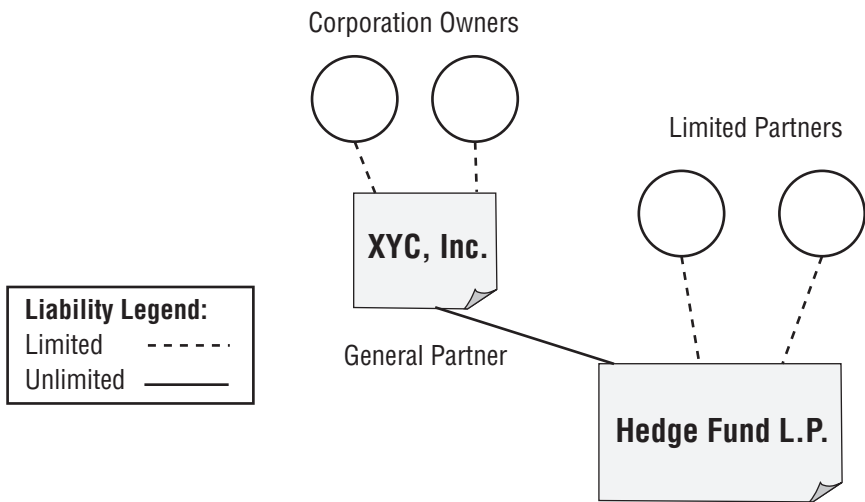 Corporation Owners
Limited Partners
XYC, Inc.
Liability Legend:
Limited
Unlimited
General Partner
Hedge Fund L.P.